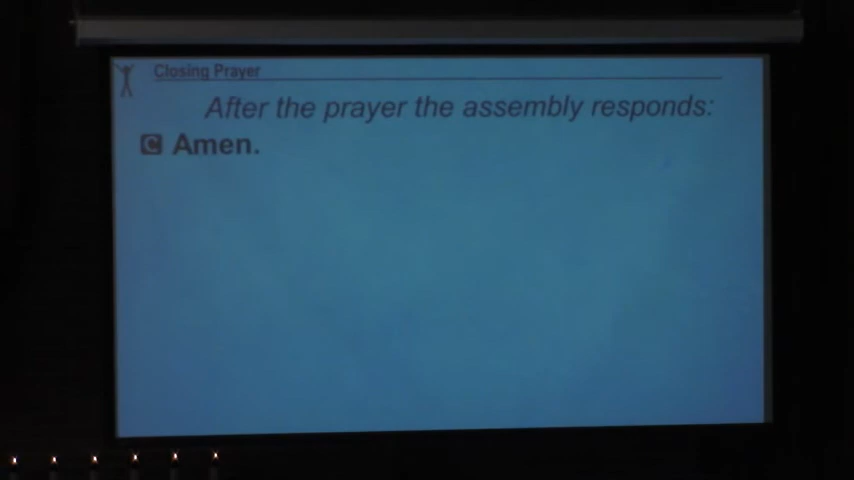 Closing Prayer
After the prayer the assembly responds:
C Amen.